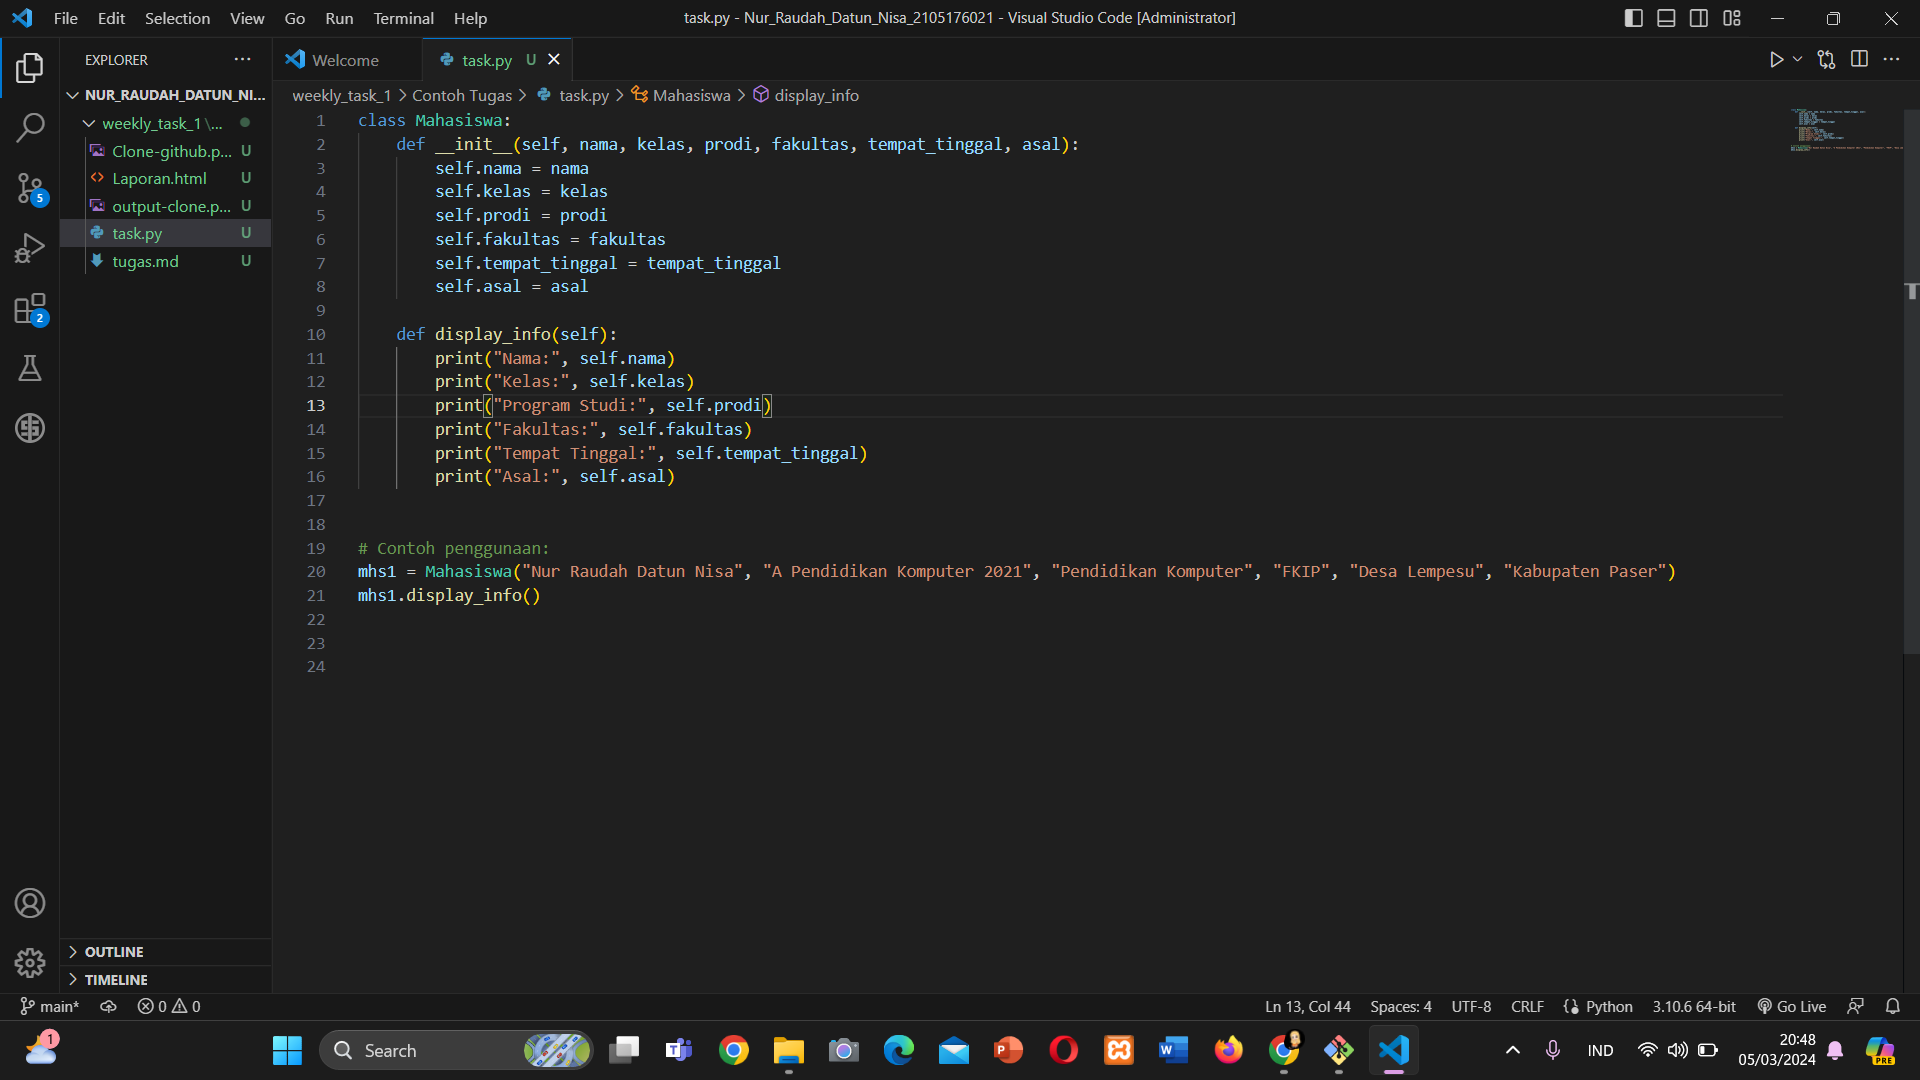 File Edit Selection View Go Run Terminal Help
task.py - Nur_Raudah_Datun_Nisa_2105176021 - Visual Studio Code [Administrator]
EXPLORER
Welcome
task.py U
NUR_RAUDAH_DATUN_NI...
weekly_task_1 \...
Clone-github.p... U
Laporan.html U
output-clone.p... U
task.py U
tugas.md U
5
2
weekly_task_1 > Contoh Tugas > task.py > Mahasiswa > display_info
1 class Mahasiswa:
2     def __init__(self, nama, kelas, prodi, fakultas, tempat_tinggal, asal):
3         self.nama = nama
4         self.kelas = kelas
5         self.prodi = prodi
6         self.fakultas = fakultas
7         self.tempat_tinggal = tempat_tinggal
8         self.asal = asal
9
10     def display_info(self):
11         print("Nama:", self.nama)
12         print("Kelas:", self.kelas)
13         print("Program Studi:", self.prodi)
14         print("Fakultas:", self.fakultas)
15         print("Tempat Tinggal:", self.tempat_tinggal)
16         print("Asal:", self.asal)
17
18
19 # Contoh penggunaan:
20 mhs1 = Mahasiswa("Nur Raudah Datun Nisa", "A Pendidikan Komputer 2021", "Pendidikan Komputer", "FKIP", "Desa Lempesu", "Kabupaten Paser")
21 mhs1.display_info()
22
23
24
OUTLINE
TIMELINE
main* 0 0
Ln 13, Col 44 Spaces: 4 UTF-8 CRLF Python 3.10.6 64-bit Go Live
1
Search
IND
20:48
05/03/2024
PRE